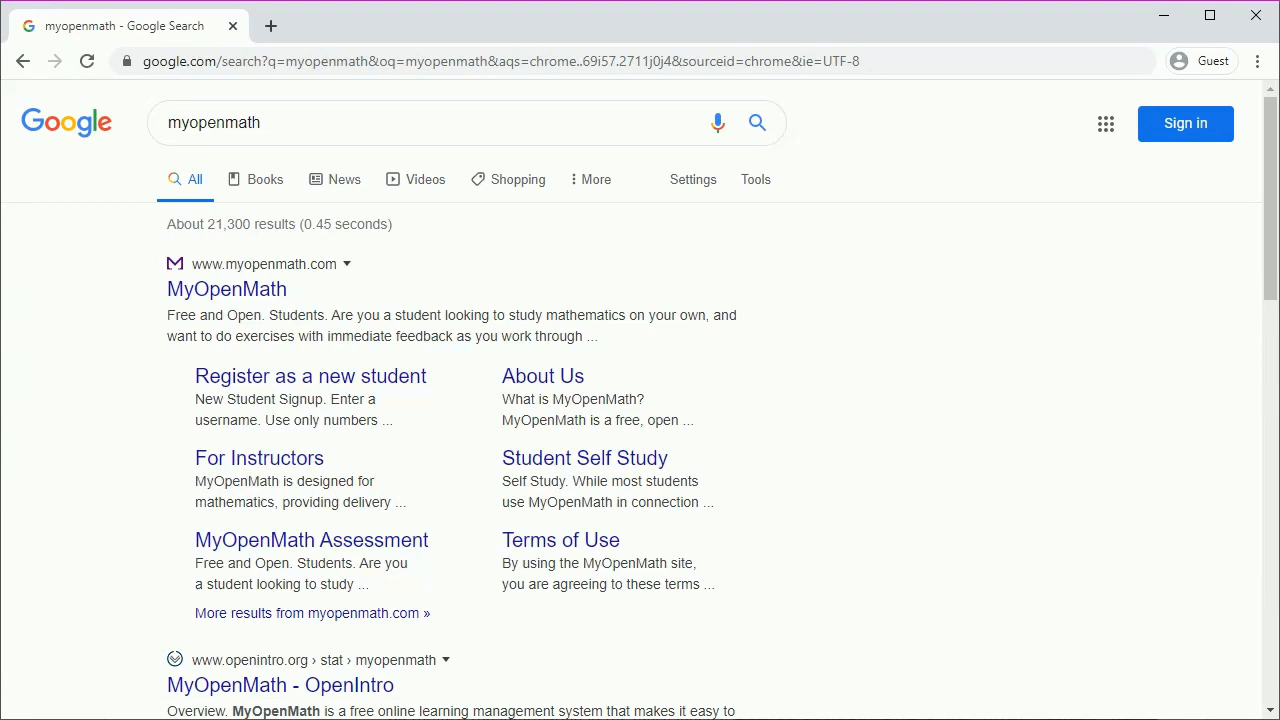 myopenmath - Google Search
google.com/search?q=myopenmath&oq=myopenmath&aqs=chrome..69i57.2711j0j4&sourceid=chrome&ie=UTF-8
Guest
Google
myopenmath
Sign in
All Books News Videos Shopping More Settings Tools
About 21,300 results (0.45 seconds)
www.myopenmath.com
MyOpenMath
Free and Open. Students. Are you a student looking to study mathematics on your own, and
want to do exercises with immediate feedback as you work through ...
Register as a new student
New Student Signup. Enter a
username. Use only numbers ...
About Us
What is MyOpenMath?
MyOpenMath is a free, open ...
For Instructors
MyOpenMath is designed for
mathematics, providing delivery ...
Student Self Study
Self Study. While most students
use MyOpenMath in connection ...
MyOpenMath Assessment
Free and Open. Students. Are you
a student looking to study ...
Terms of Use
By using the MyOpenMath site,
you are agreeing to these terms ...
More results from myopenmath.com »
www.openintro.org › stat › myopenmath
MyOpenMath - OpenIntro
Overview. MyOpenMath is a free online learning management system that makes it easy to